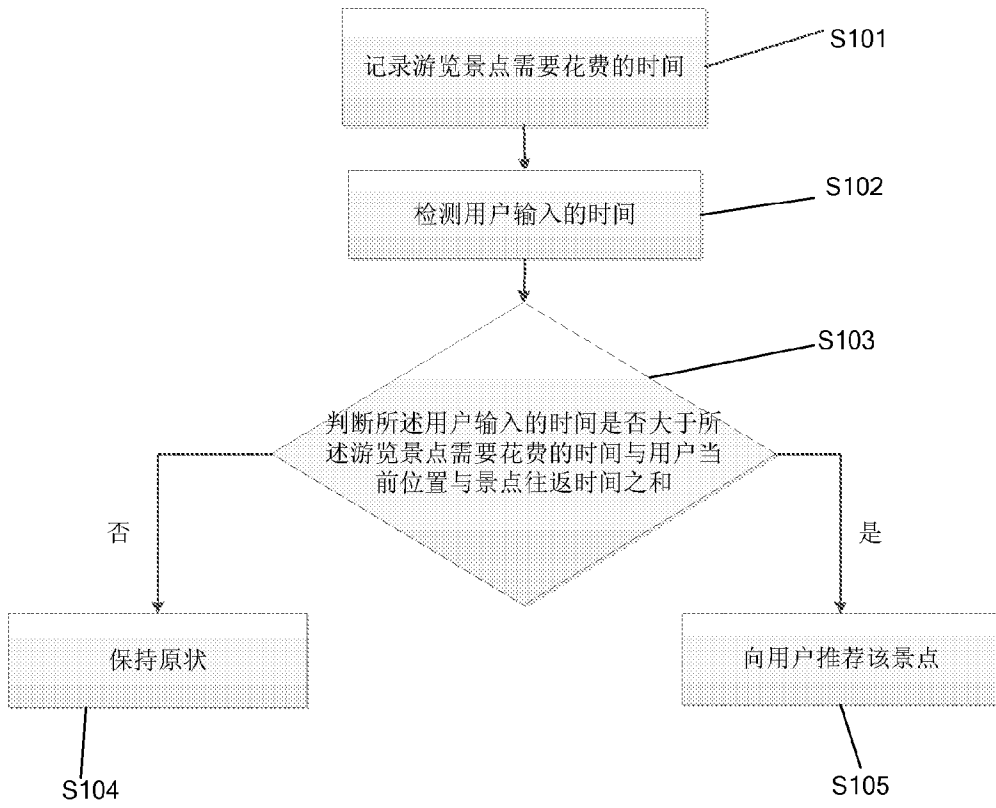 记录游览景点需要花费的时间
S101
检测用户输入的时间
S102
S103
判断所述用户输入的时间是否大于所
述游览景点需要花费的时间与用户当
前位置与景点往返时间之和
否
是
保持原状
向用户推荐该景点
S104
S105